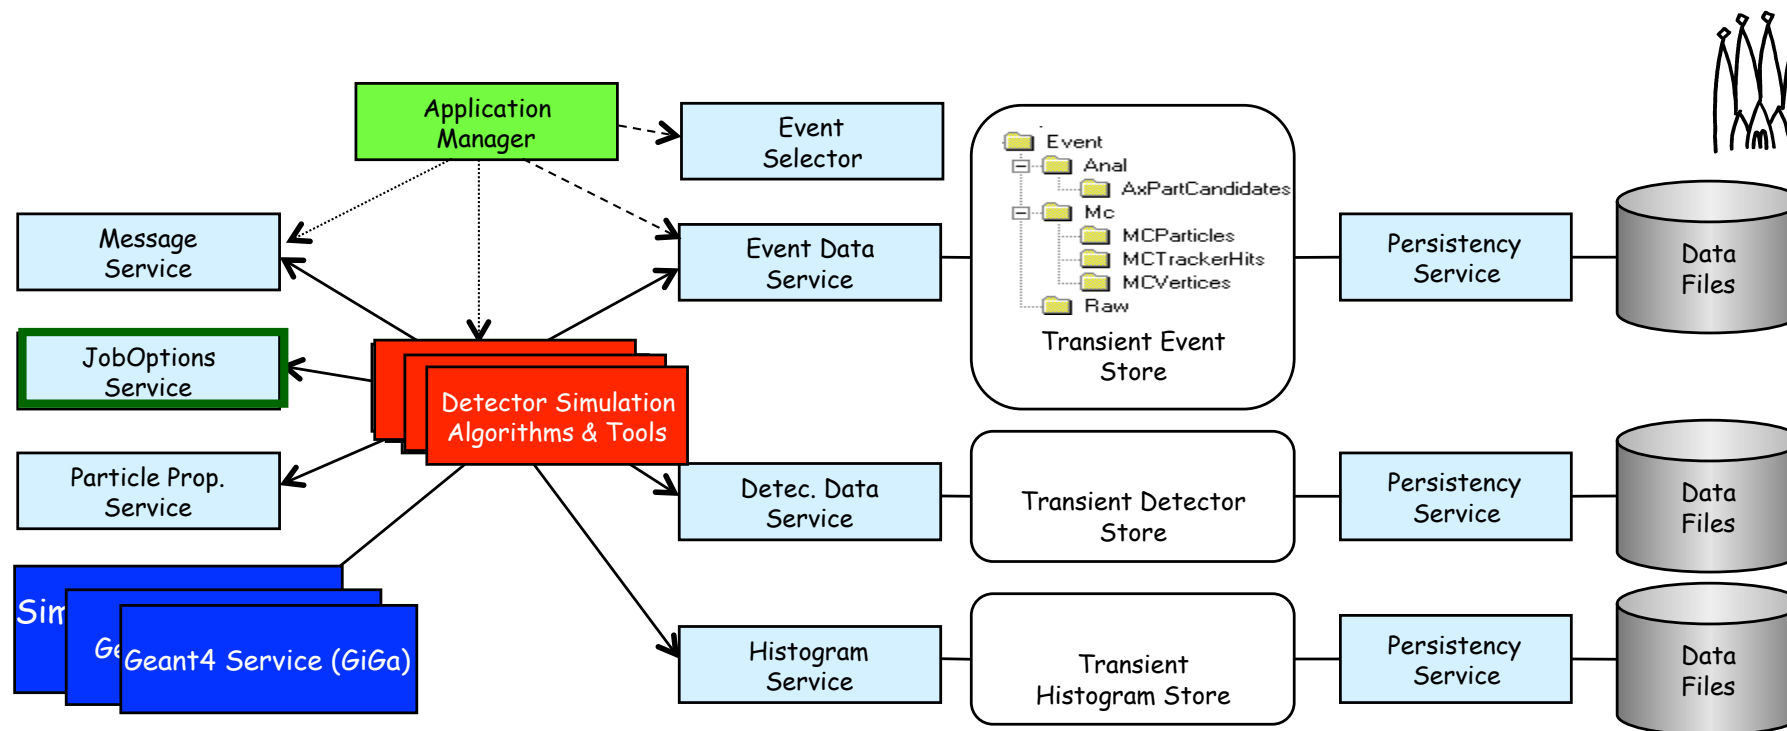 Application
Manager
Event
Selector
Message
Service
Event Data
Service
Event
Anal
AxPartCandidates
Mc
MCParticles
MCTrackerHits
MCVertices
Raw
Transient Event
Store
Persistency
Service
Data
Files
JobOptions
Service
Detector Simulation
Algorithms & Tools
Particle Prop.
Service
Detec. Data
Service
Transient Detector
Store
Persistency
Service
Data
Files
Sim
Ge
Geant4 Service (GiGa)
Histogram
Service
Transient
Histogram Store
Persistency
Service
Data
Files